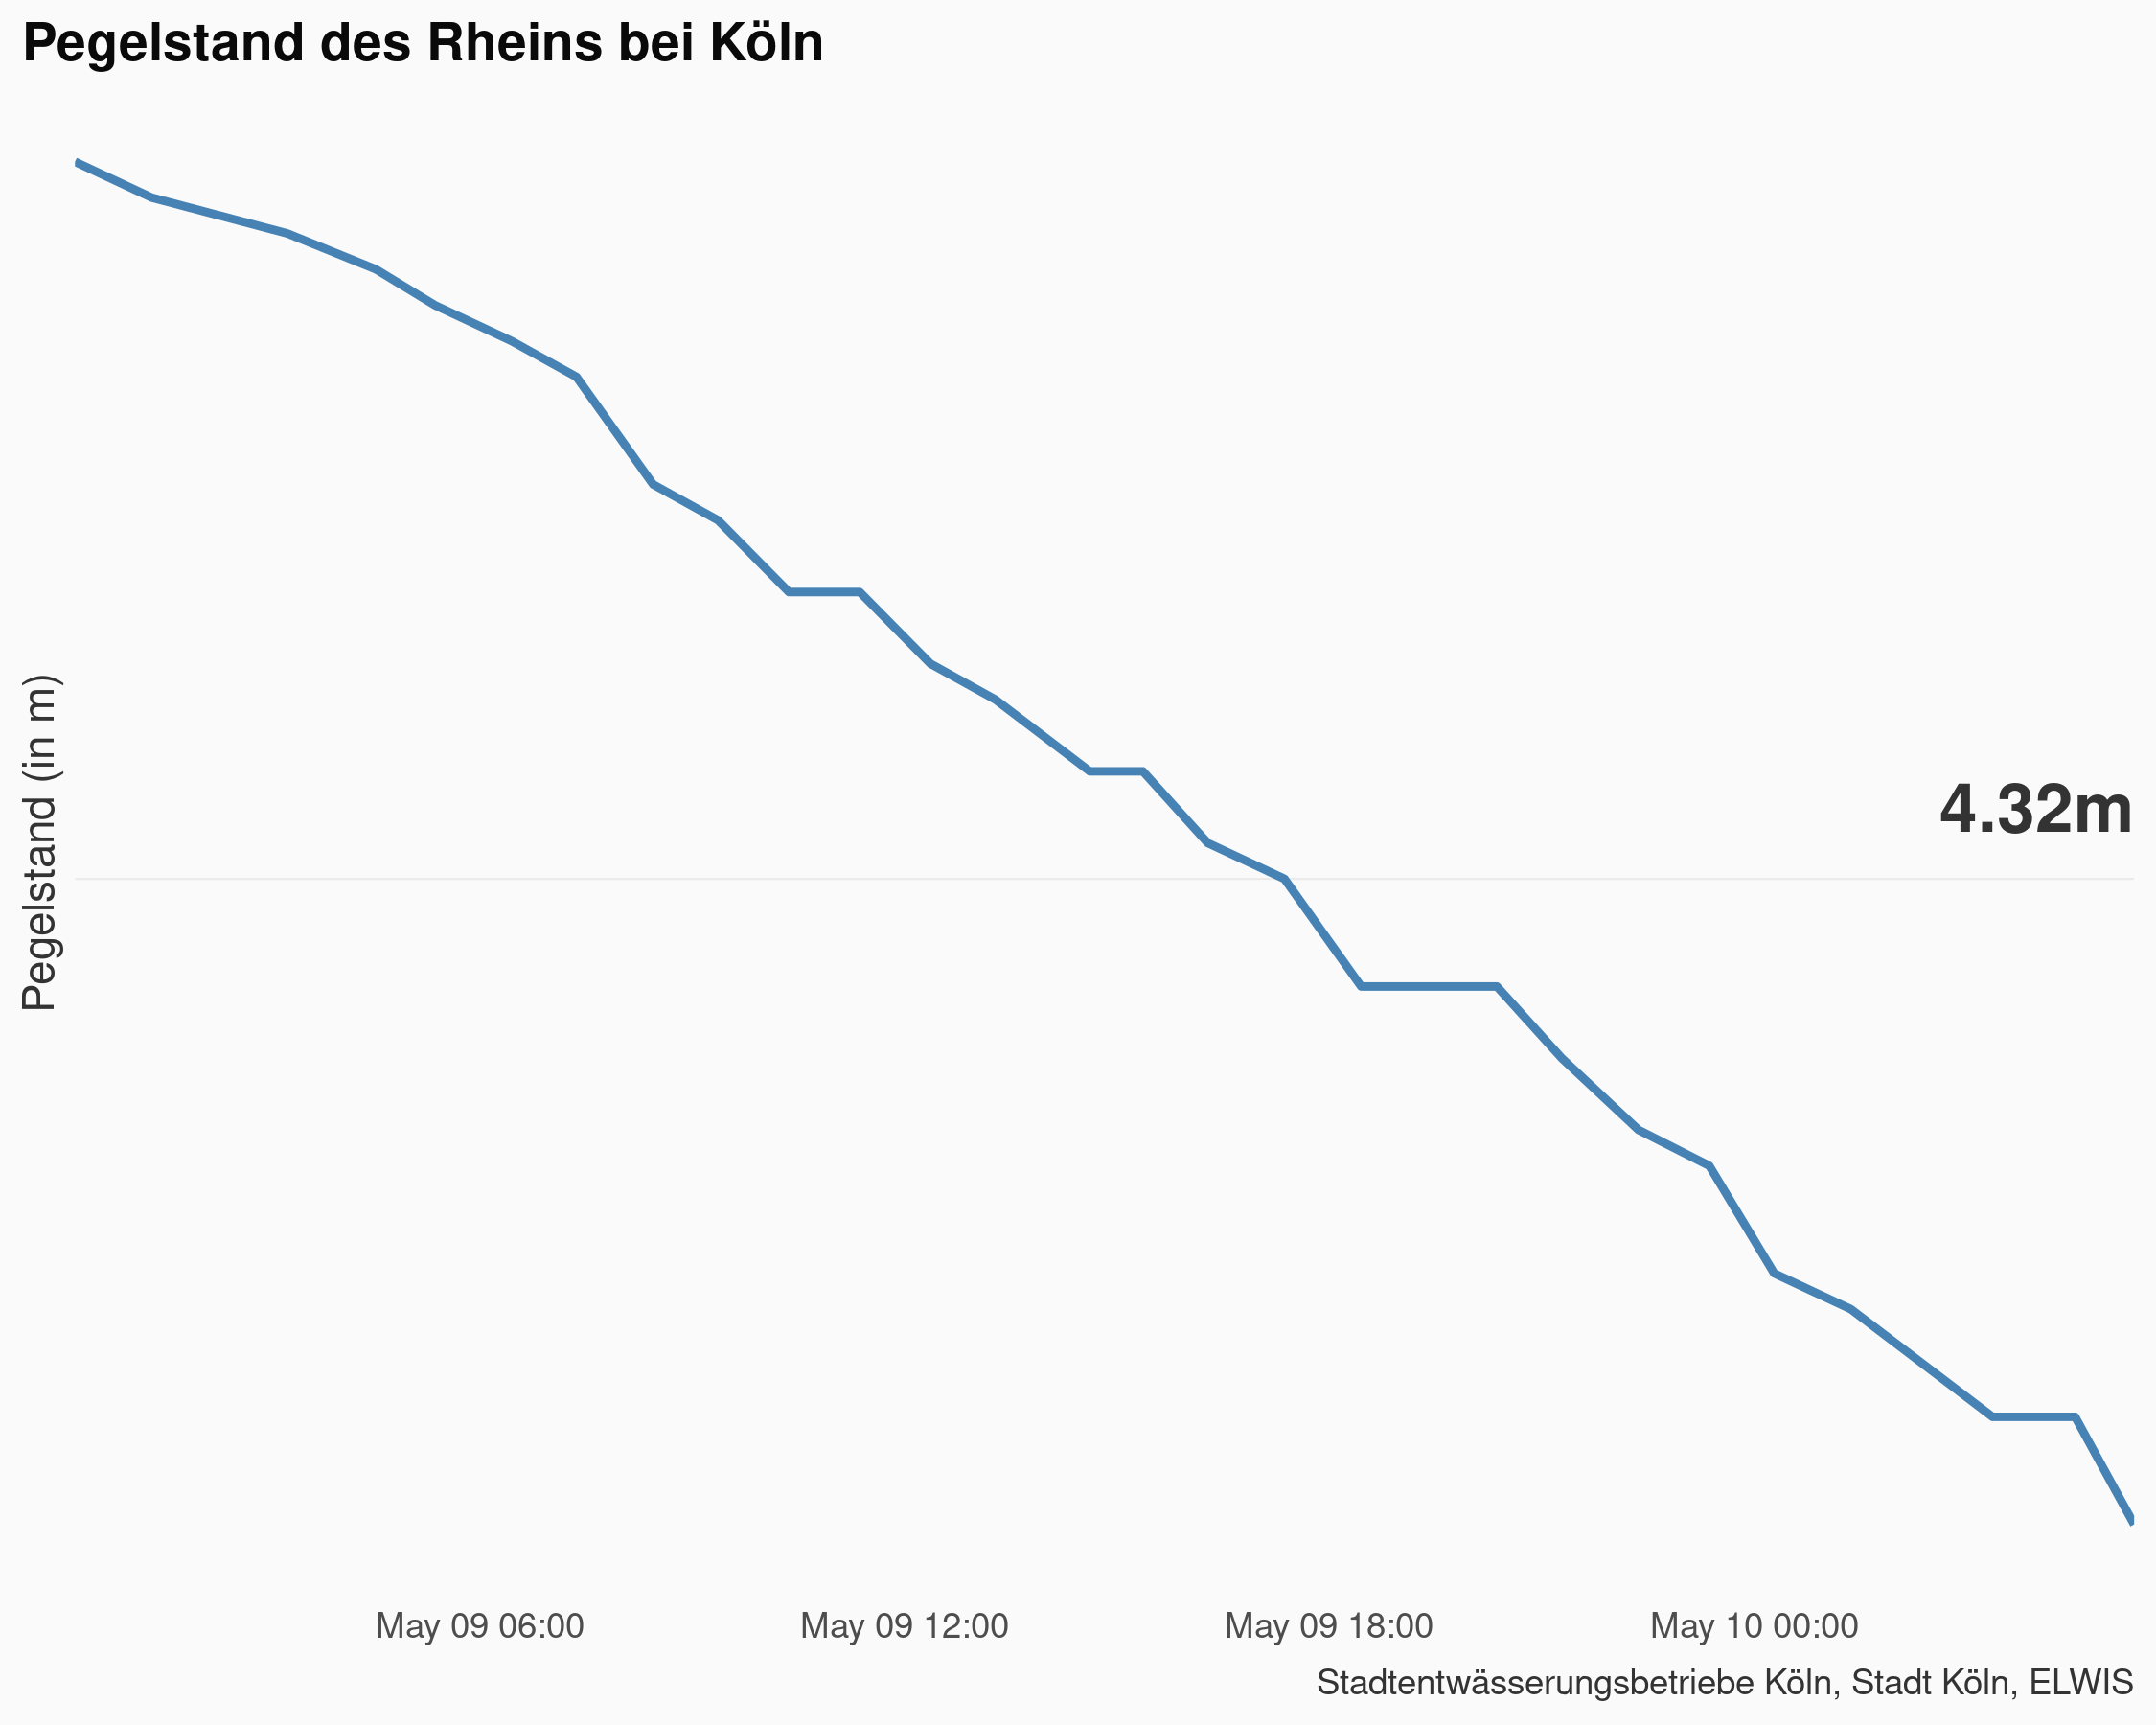 Pegelstand des Rheins bei Köln
Pegelstand (in m)
4.32m
May 09 06:00
May 09 12:00
May 09 18:00
May 10 00:00
Stadtentwässerungsbetriebe Köln, Stadt Köln, ELWIS